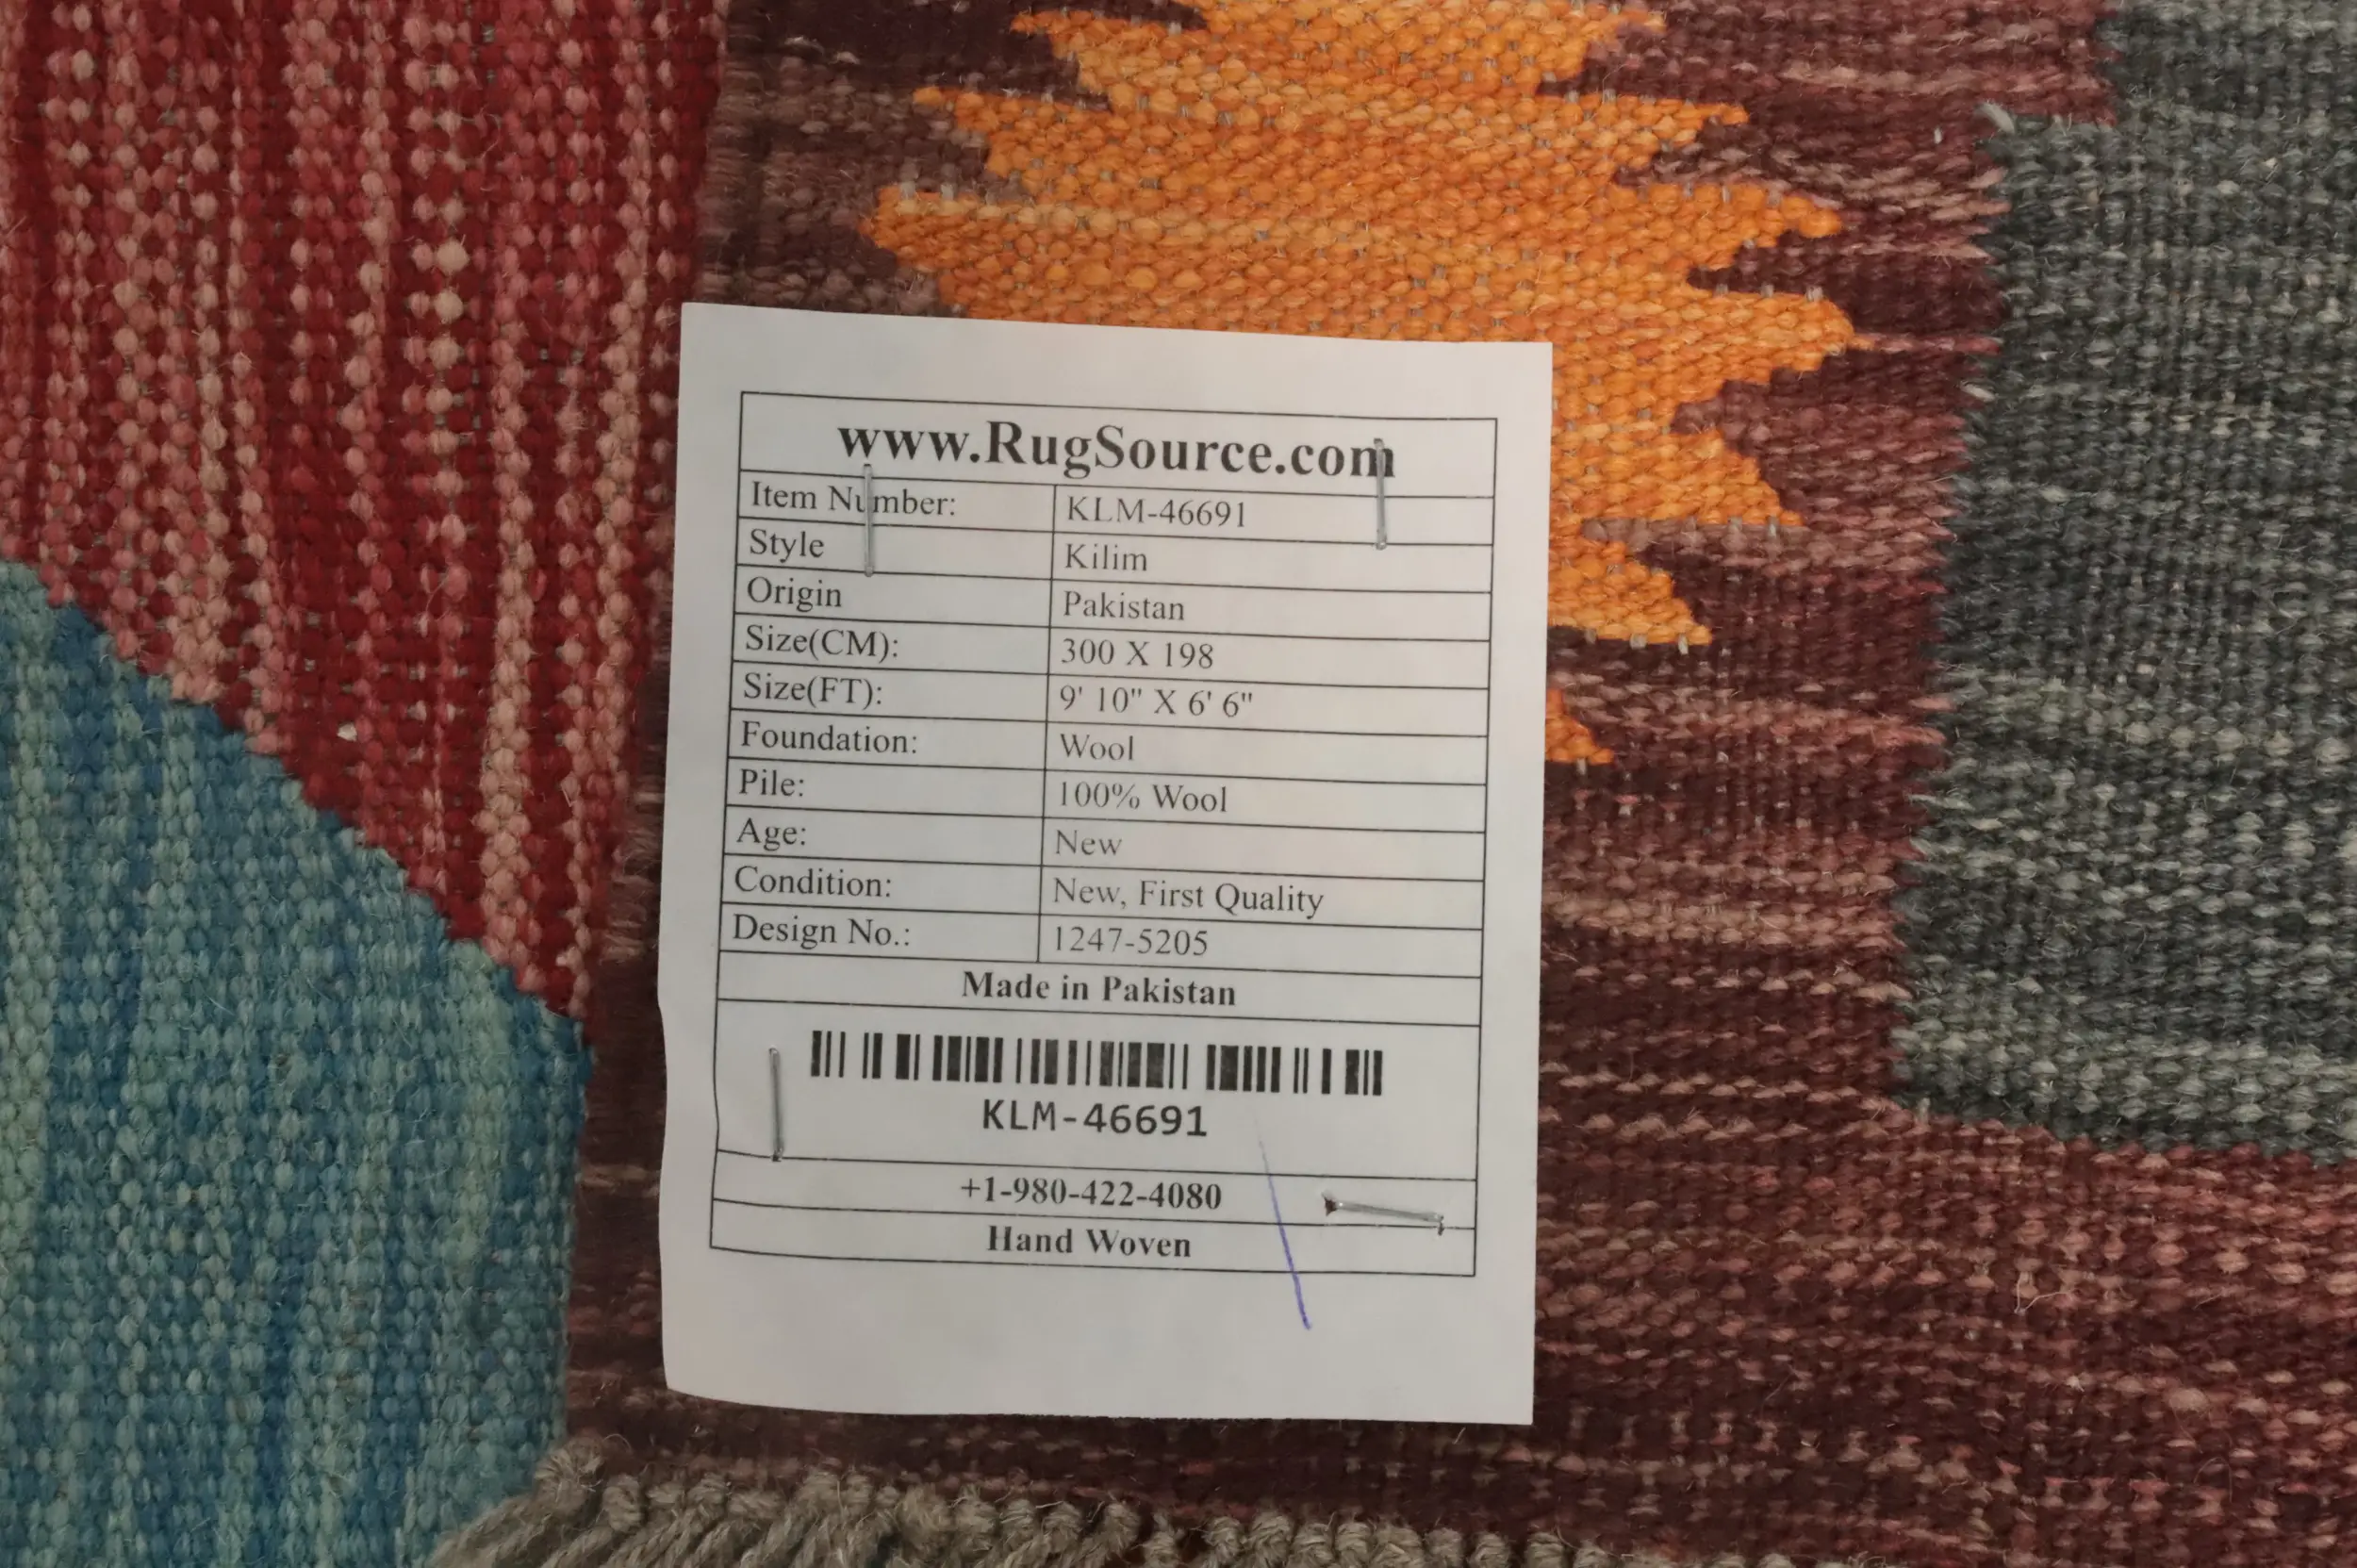 www.RugSource.com
Item Number: KLM-46691
Style Kilim
Origin Pakistan
Size(CM): 300 X 198
Size(FT): 9' 10" X 6' 6"
Foundation: Wool
Pile: 100% Wool
Age: New
Condition: New, First Quality
Design No.: 1247-5205
Made in Pakistan
KLM-46691
+1-980-422-4080
Hand Woven